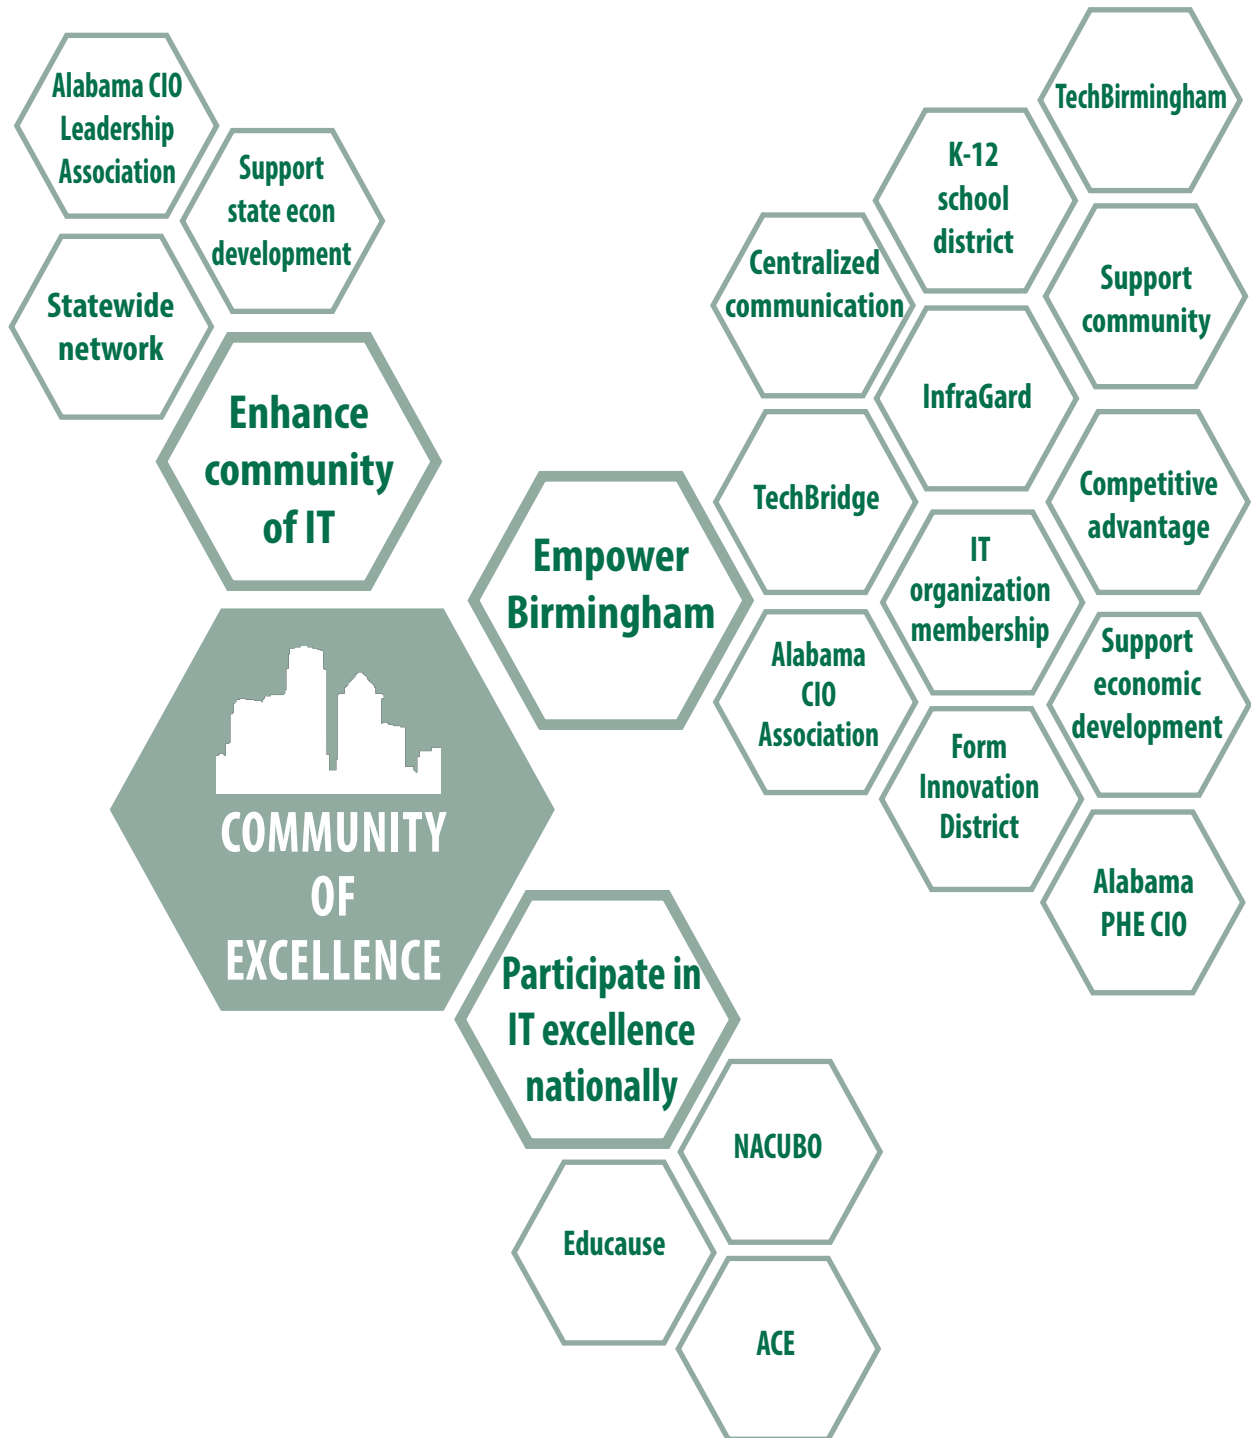 Alabama CIO
Leadership
Association
Support
state econ
development
Statewide
network
Enhance
community
of IT
COMMUNITY
OF
EXCELLENCE
Empower
Birmingham
TechBirmingham
K-12
school
district
Centralized
communication
Support
community
InfraGard
TechBridge
Competitive
advantage
IT
organization
membership
Alabama
CIO
Association
Support
economic
development
Form
Innovation
District
Alabama
PHE CIO
Participate in
IT excellence
nationally
NACUBO
Educause
ACE